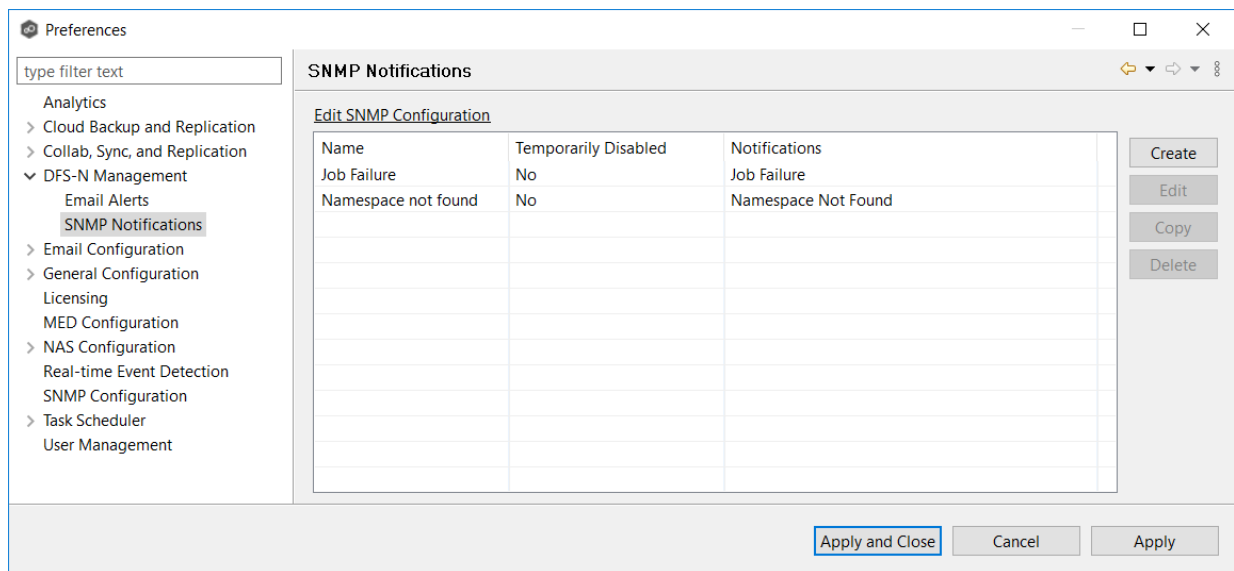 Preferences
type filter text
Analytics
Cloud Backup and Replication
Collab, Sync, and Replication
DFS-N Management
Email Alerts
SNMP Notifications
Email Configuration
General Configuration
Licensing
MED Configuration
NAS Configuration
Real-time Event Detection
SNMP Configuration
Task Scheduler
User Management
SNMP Notifications
Edit SNMP Configuration
Name Temporarily Disabled Notifications
Job Failure No Job Failure
Namespace not found No Namespace Not Found
Create
Edit
Copy
Delete
Apply and Close Cancel Apply